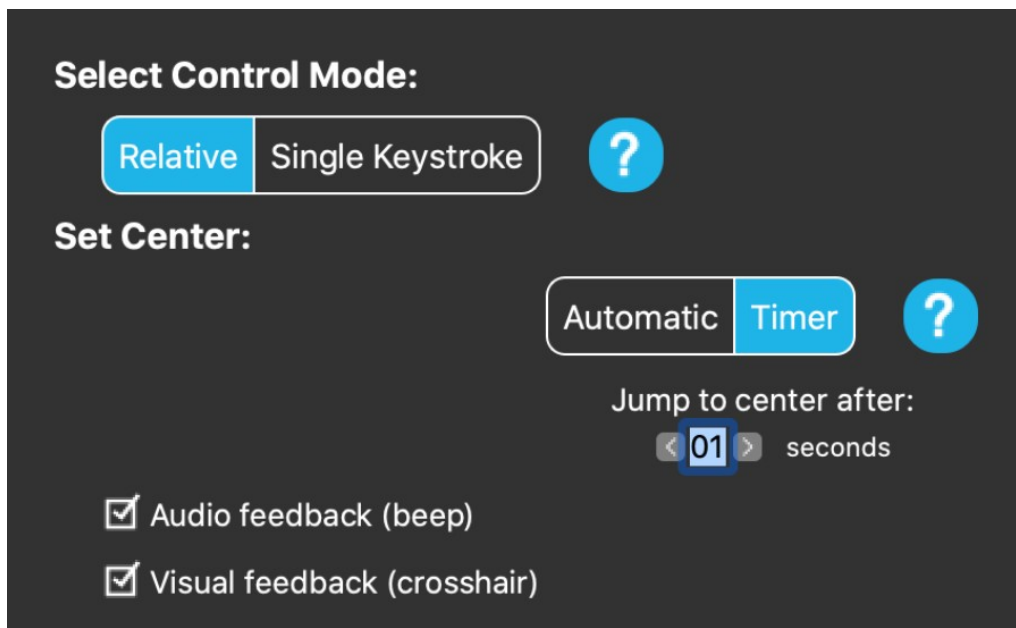 Select Control Mode:
Relative Single Keystroke ?
Set Center:
Automatic Timer ?
Jump to center after:
< 01 > seconds
Audio feedback (beep)
Visual feedback (crosshair)